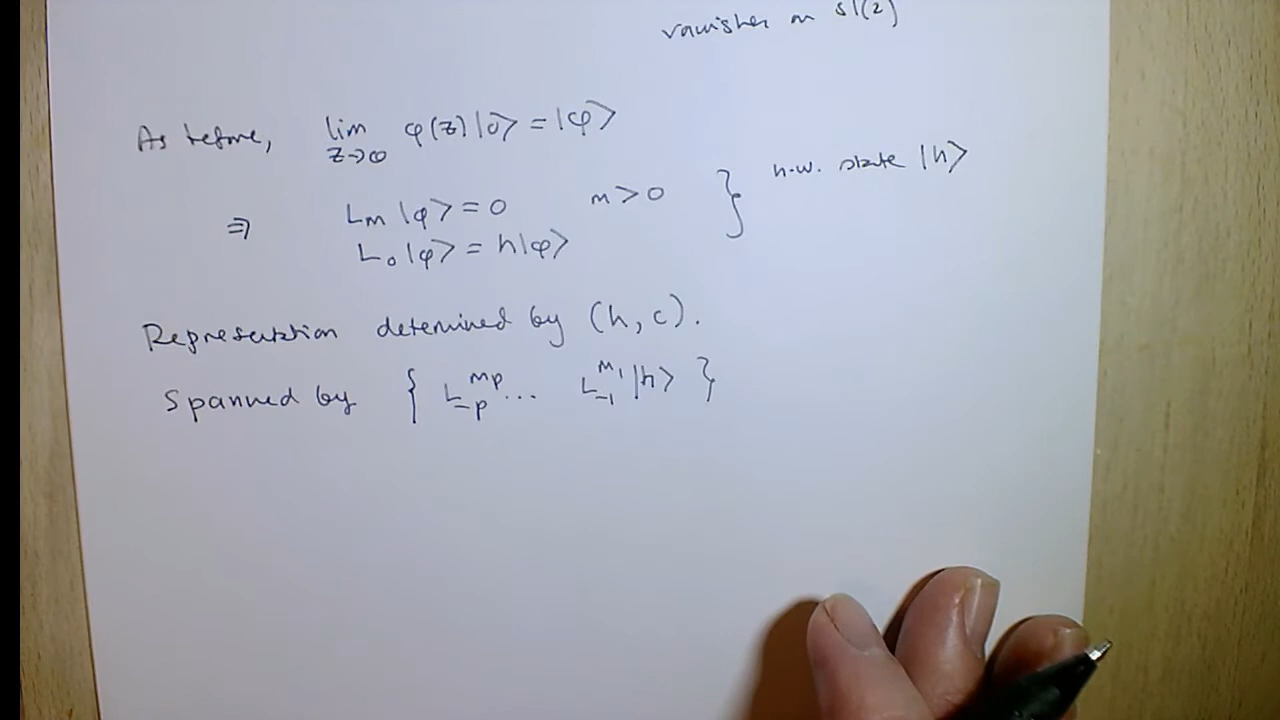 vanishes on sl(2)
As before, lim z→0 φ(z)|0> = |φ>
⇒ L_m |φ> = 0 m > 0 } h.w. state |h>
L_0 |φ> = h|φ>
Representation determined by (h, c).
Spanned by { L_{-p}^{m_p} ... L_{-1}^{m_1} |h> }